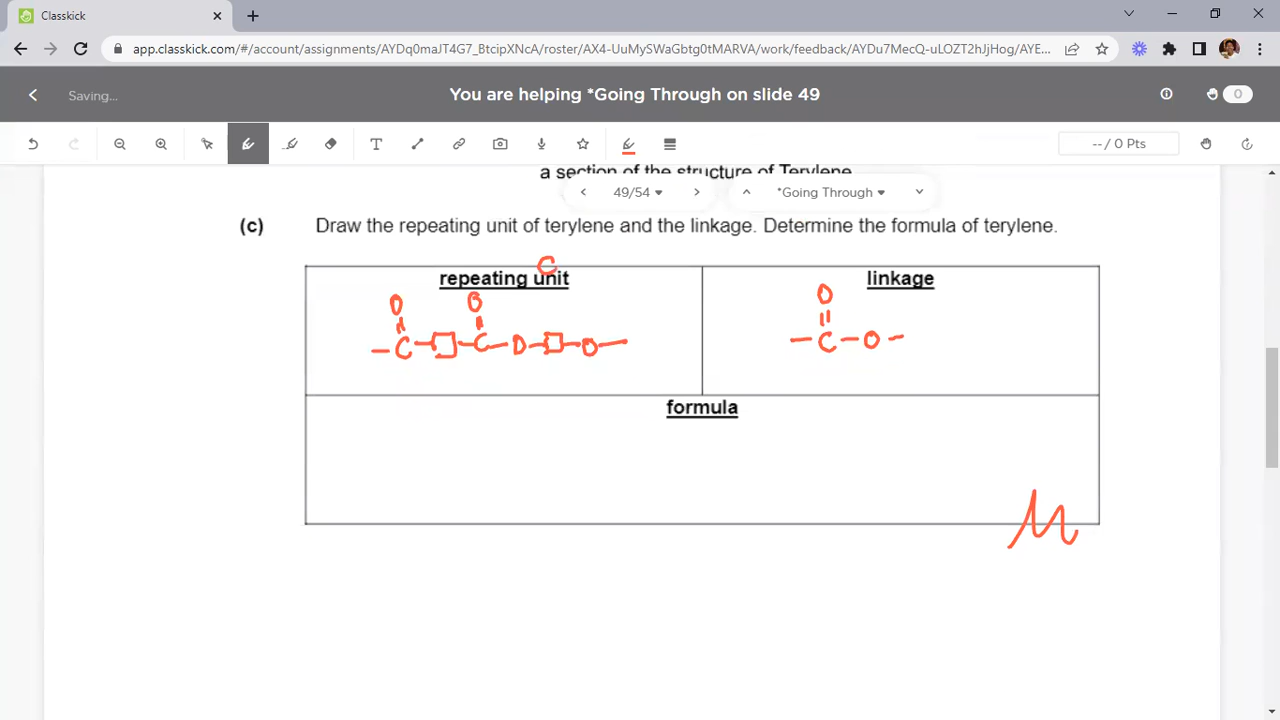 Classkick
app.classkick.com/#/account/assignments/AYDq0maJT4G7_BtcipXNcA/roster/AX4-UuMySWaGbtg0tMARVA/work/feedback/AYDu7MecQ-uLOZT2hJjHog/AYE...
Saving...
You are helping *Going Through on slide 49
0
-- / 0 Pts
a section of the structure of Terylene
49/54
*Going Through
(c) Draw the repeating unit of terylene and the linkage. Determine the formula of terylene.
C
repeating unit
linkage
O O
O
– C – □ – C – O – □ – O –
– C – O –
formula